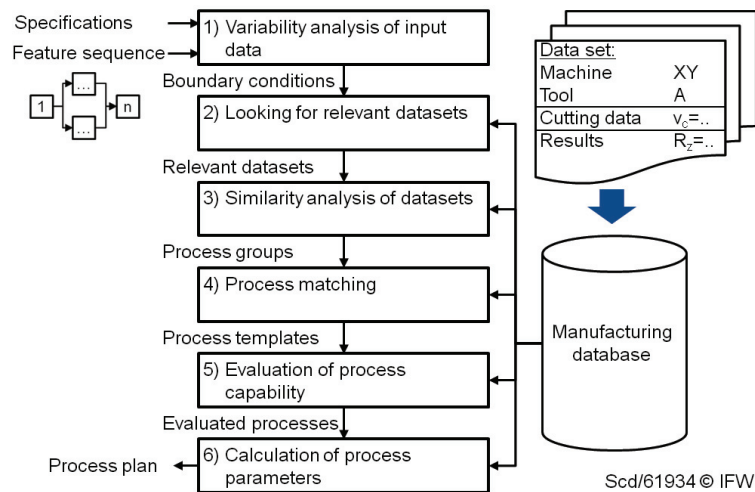 Specifications
Feature sequence
1
...
...
n
1) Variability analysis of input
data
Boundary conditions
2) Looking for relevant datasets
Relevant datasets
3) Similarity analysis of datasets
Process groups
4) Process matching
Process templates
5) Evaluation of process
capability
Evaluated processes
6) Calculation of process
parameters
Process plan
Data set:
Machine XY
Tool A
Cutting data vc=..
Results Rz=..
Manufacturing
database
Scd/61934 © IFW